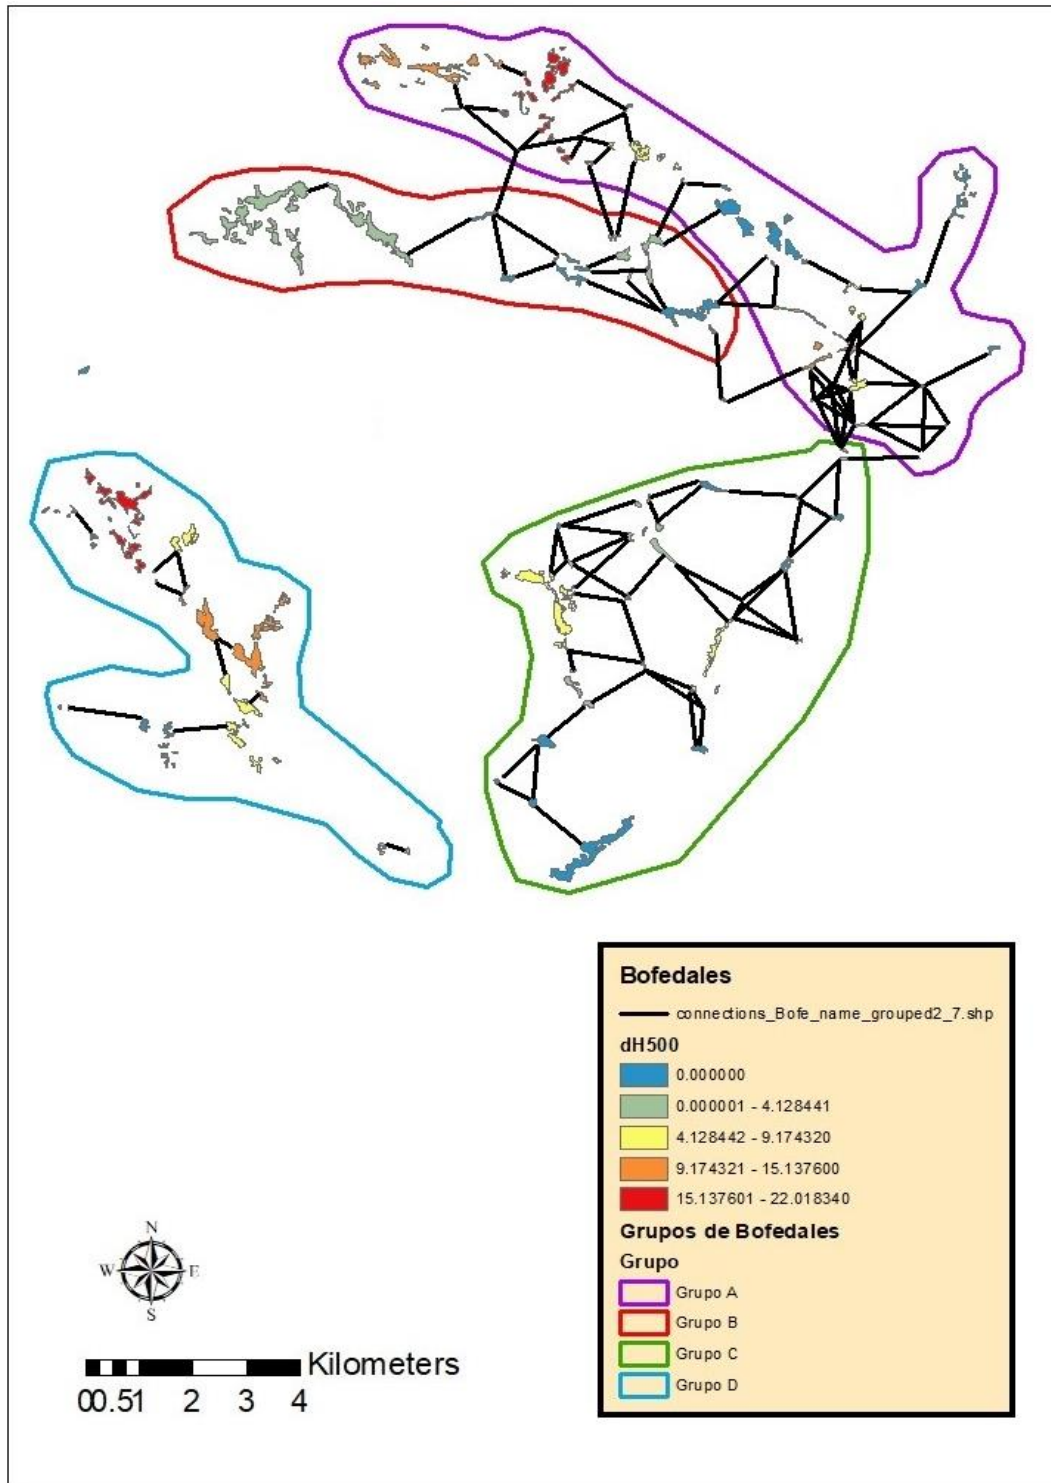 Bofedales
connections_Bofe_name_grouped2_7.shp
dH500
0.000000
0.000001 - 4.128441
4.128442 - 9.174320
9.174321 - 15.137600
15.137601 - 22.018340
Grupos de Bofedales
Grupo
Grupo A
Grupo B
Grupo C
Grupo D
N
W E
S
Kilometers
00.51 2 3 4